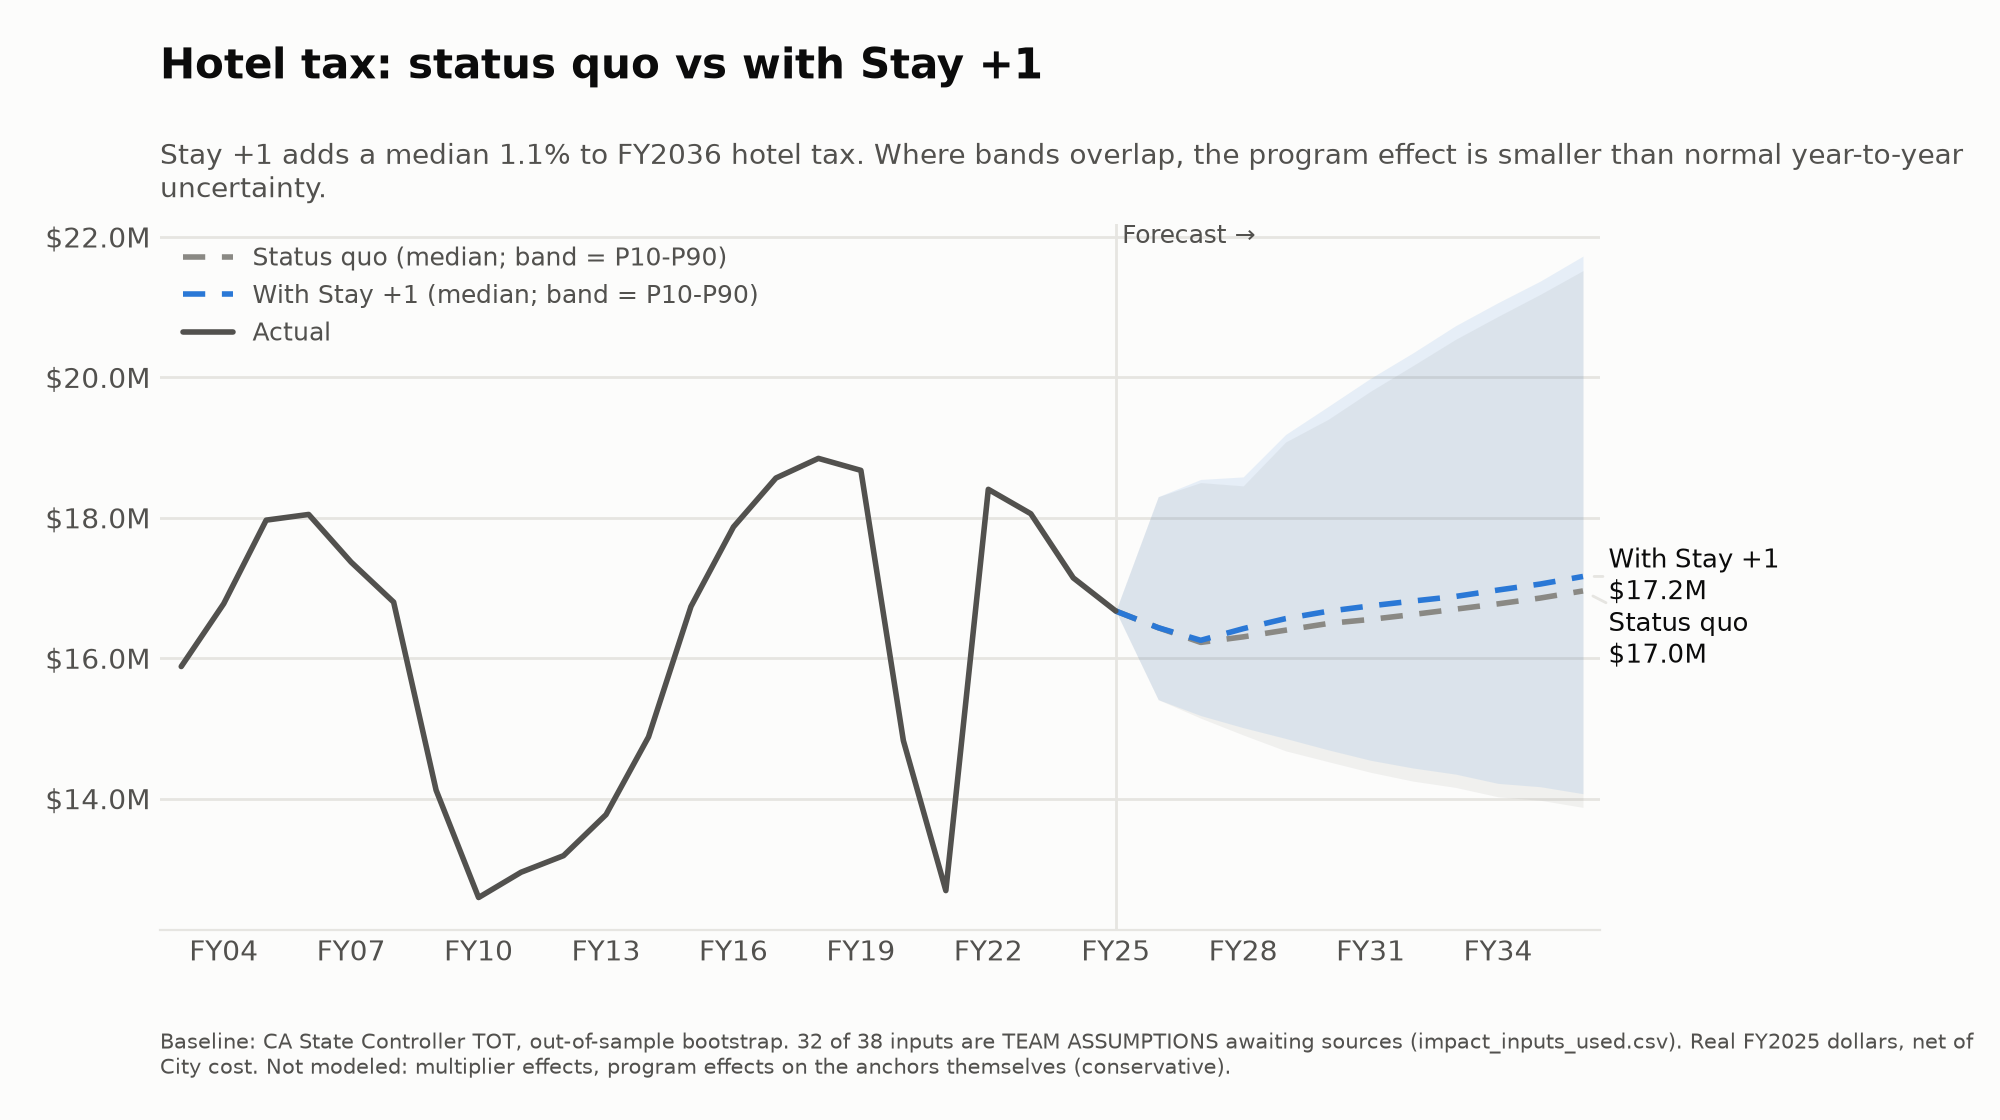 Hotel tax: status quo vs with Stay +1
Stay +1 adds a median 1.1% to FY2036 hotel tax. Where bands overlap, the program effect is smaller than normal year-to-year
uncertainty.
$22.0M
$20.0M
$18.0M
$16.0M
$14.0M
Status quo (median; band = P10-P90)
With Stay +1 (median; band = P10-P90)
Actual
Forecast →
With Stay +1
$17.2M
Status quo
$17.0M
FY04 FY07 FY10 FY13 FY16 FY19 FY22 FY25 FY28 FY31 FY34
Baseline: CA State Controller TOT, out-of-sample bootstrap. 32 of 38 inputs are TEAM ASSUMPTIONS awaiting sources (impact_inputs_used.csv). Real FY2025 dollars, net of
City cost. Not modeled: multiplier effects, program effects on the anchors themselves (conservative).